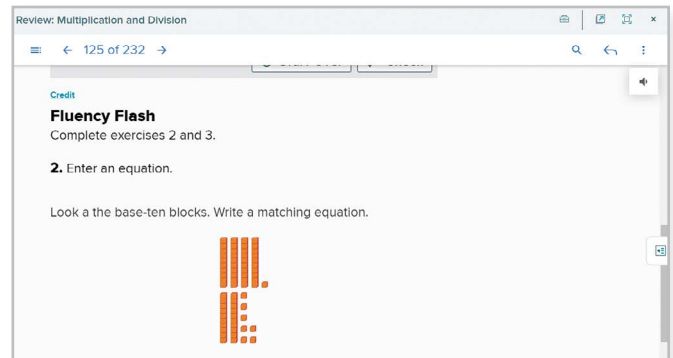 Review: Multiplication and Division
125 of 232
Credit
Fluency Flash
Complete exercises 2 and 3.
2. Enter an equation.
Look a the base-ten blocks. Write a matching equation.